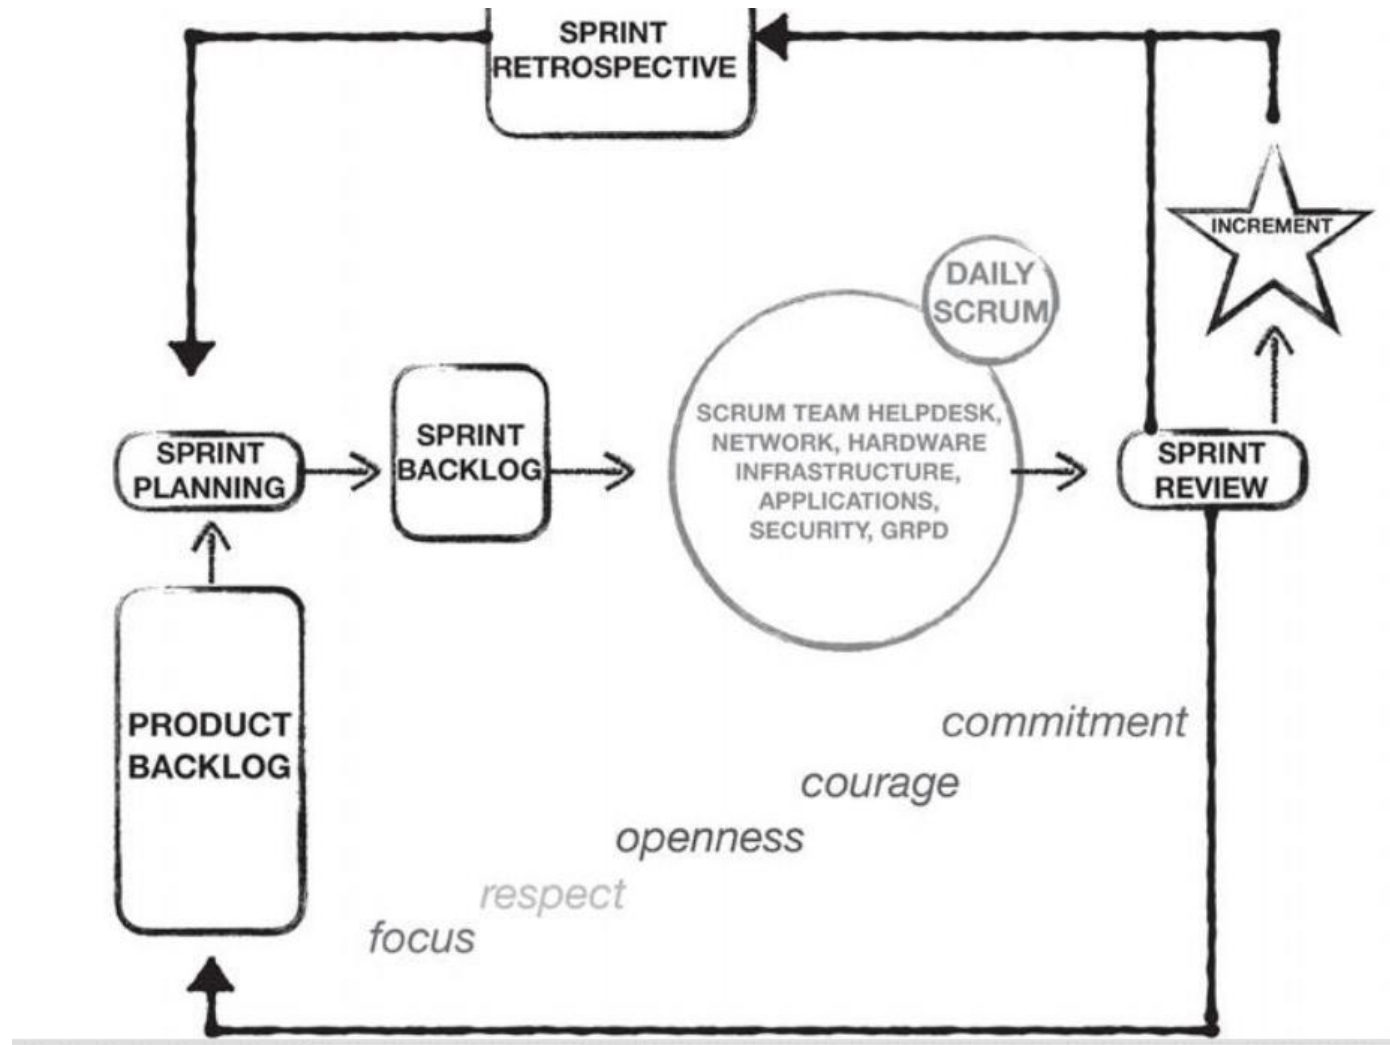 SPRINT
RETROSPECTIVE
INCREMENT
DAILY
SCRUM
SCRUM TEAM HELPDESK,
NETWORK, HARDWARE
INFRASTRUCTURE,
APPLICATIONS,
SECURITY, GRPD
SPRINT
BACKLOG
SPRINT
PLANNING
SPRINT
REVIEW
PRODUCT
BACKLOG
commitment
courage
openness
respect
focus